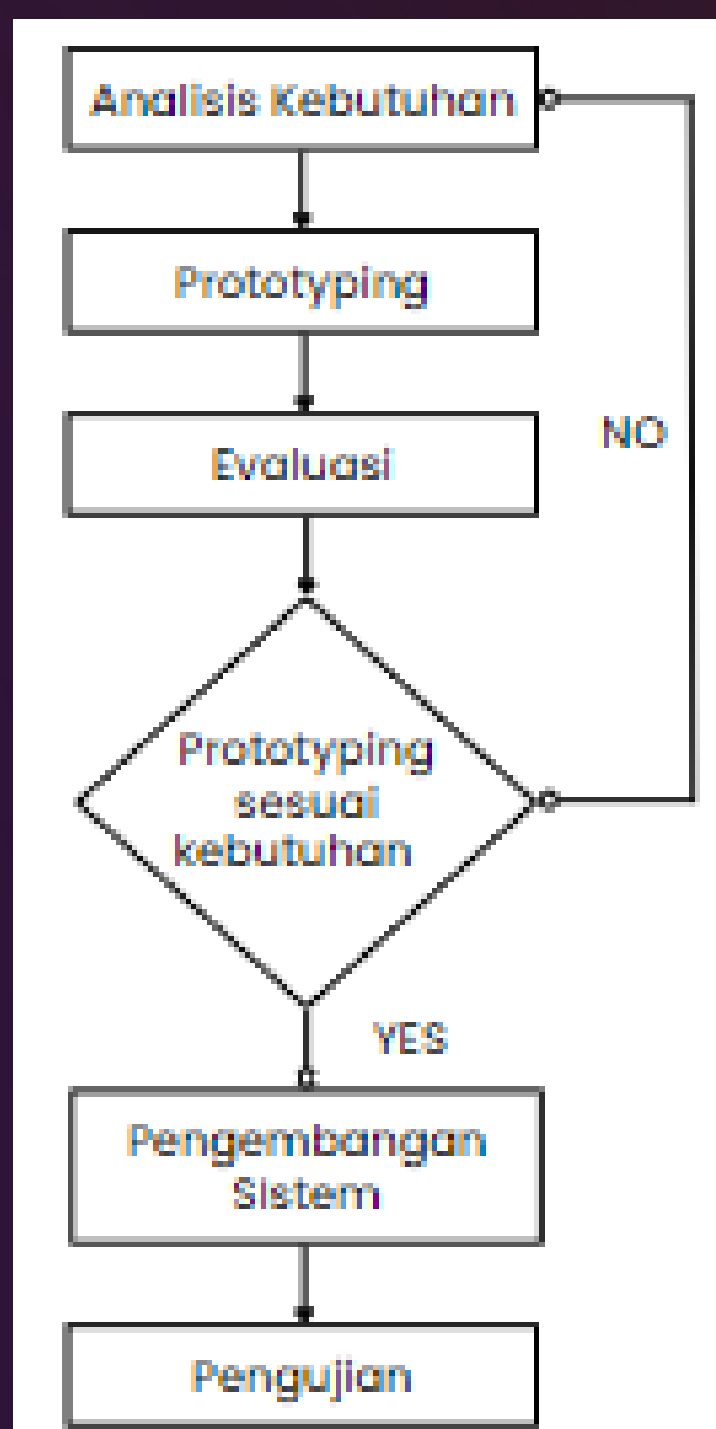 Analisis Kebutuhan
Prototyping
Evaluasi
NO
Prototyping
sesuai
kebutuhan
YES
Pengembangan
Sistem
Pengujian